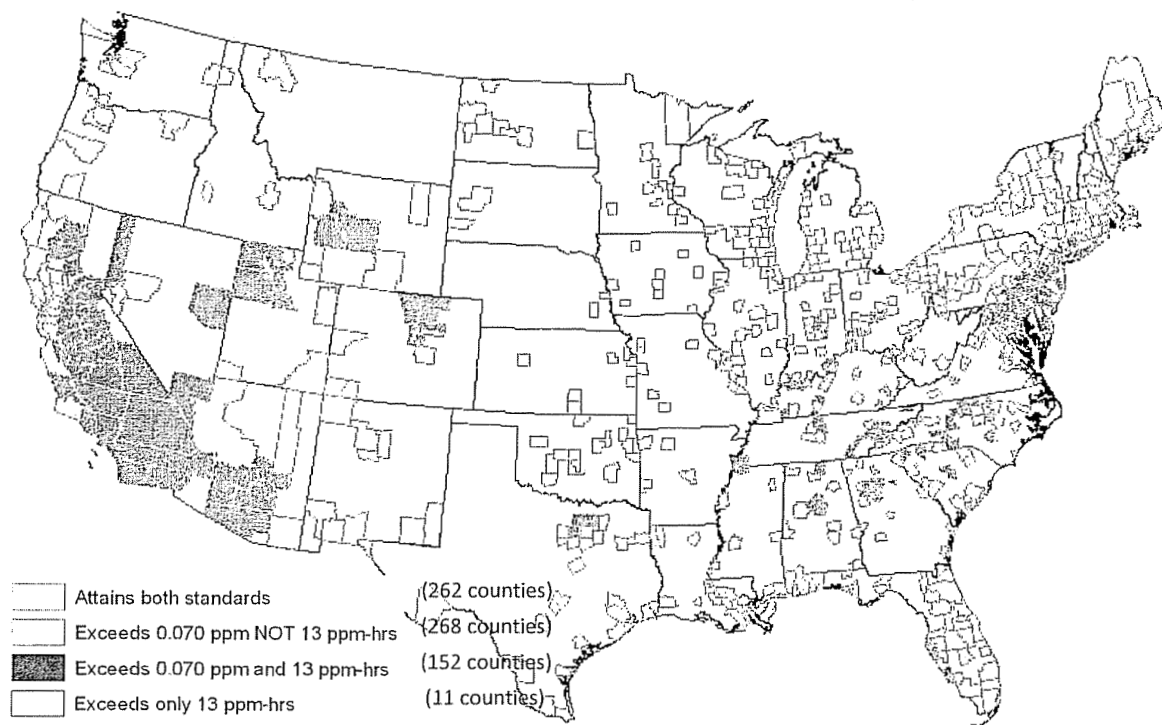 Attains both standards (262 counties)
Exceeds 0.070 ppm NOT 13 ppm-hrs (268 counties)
Exceeds 0.070 ppm and 13 ppm-hrs (152 counties)
Exceeds only 13 ppm-hrs (11 counties)